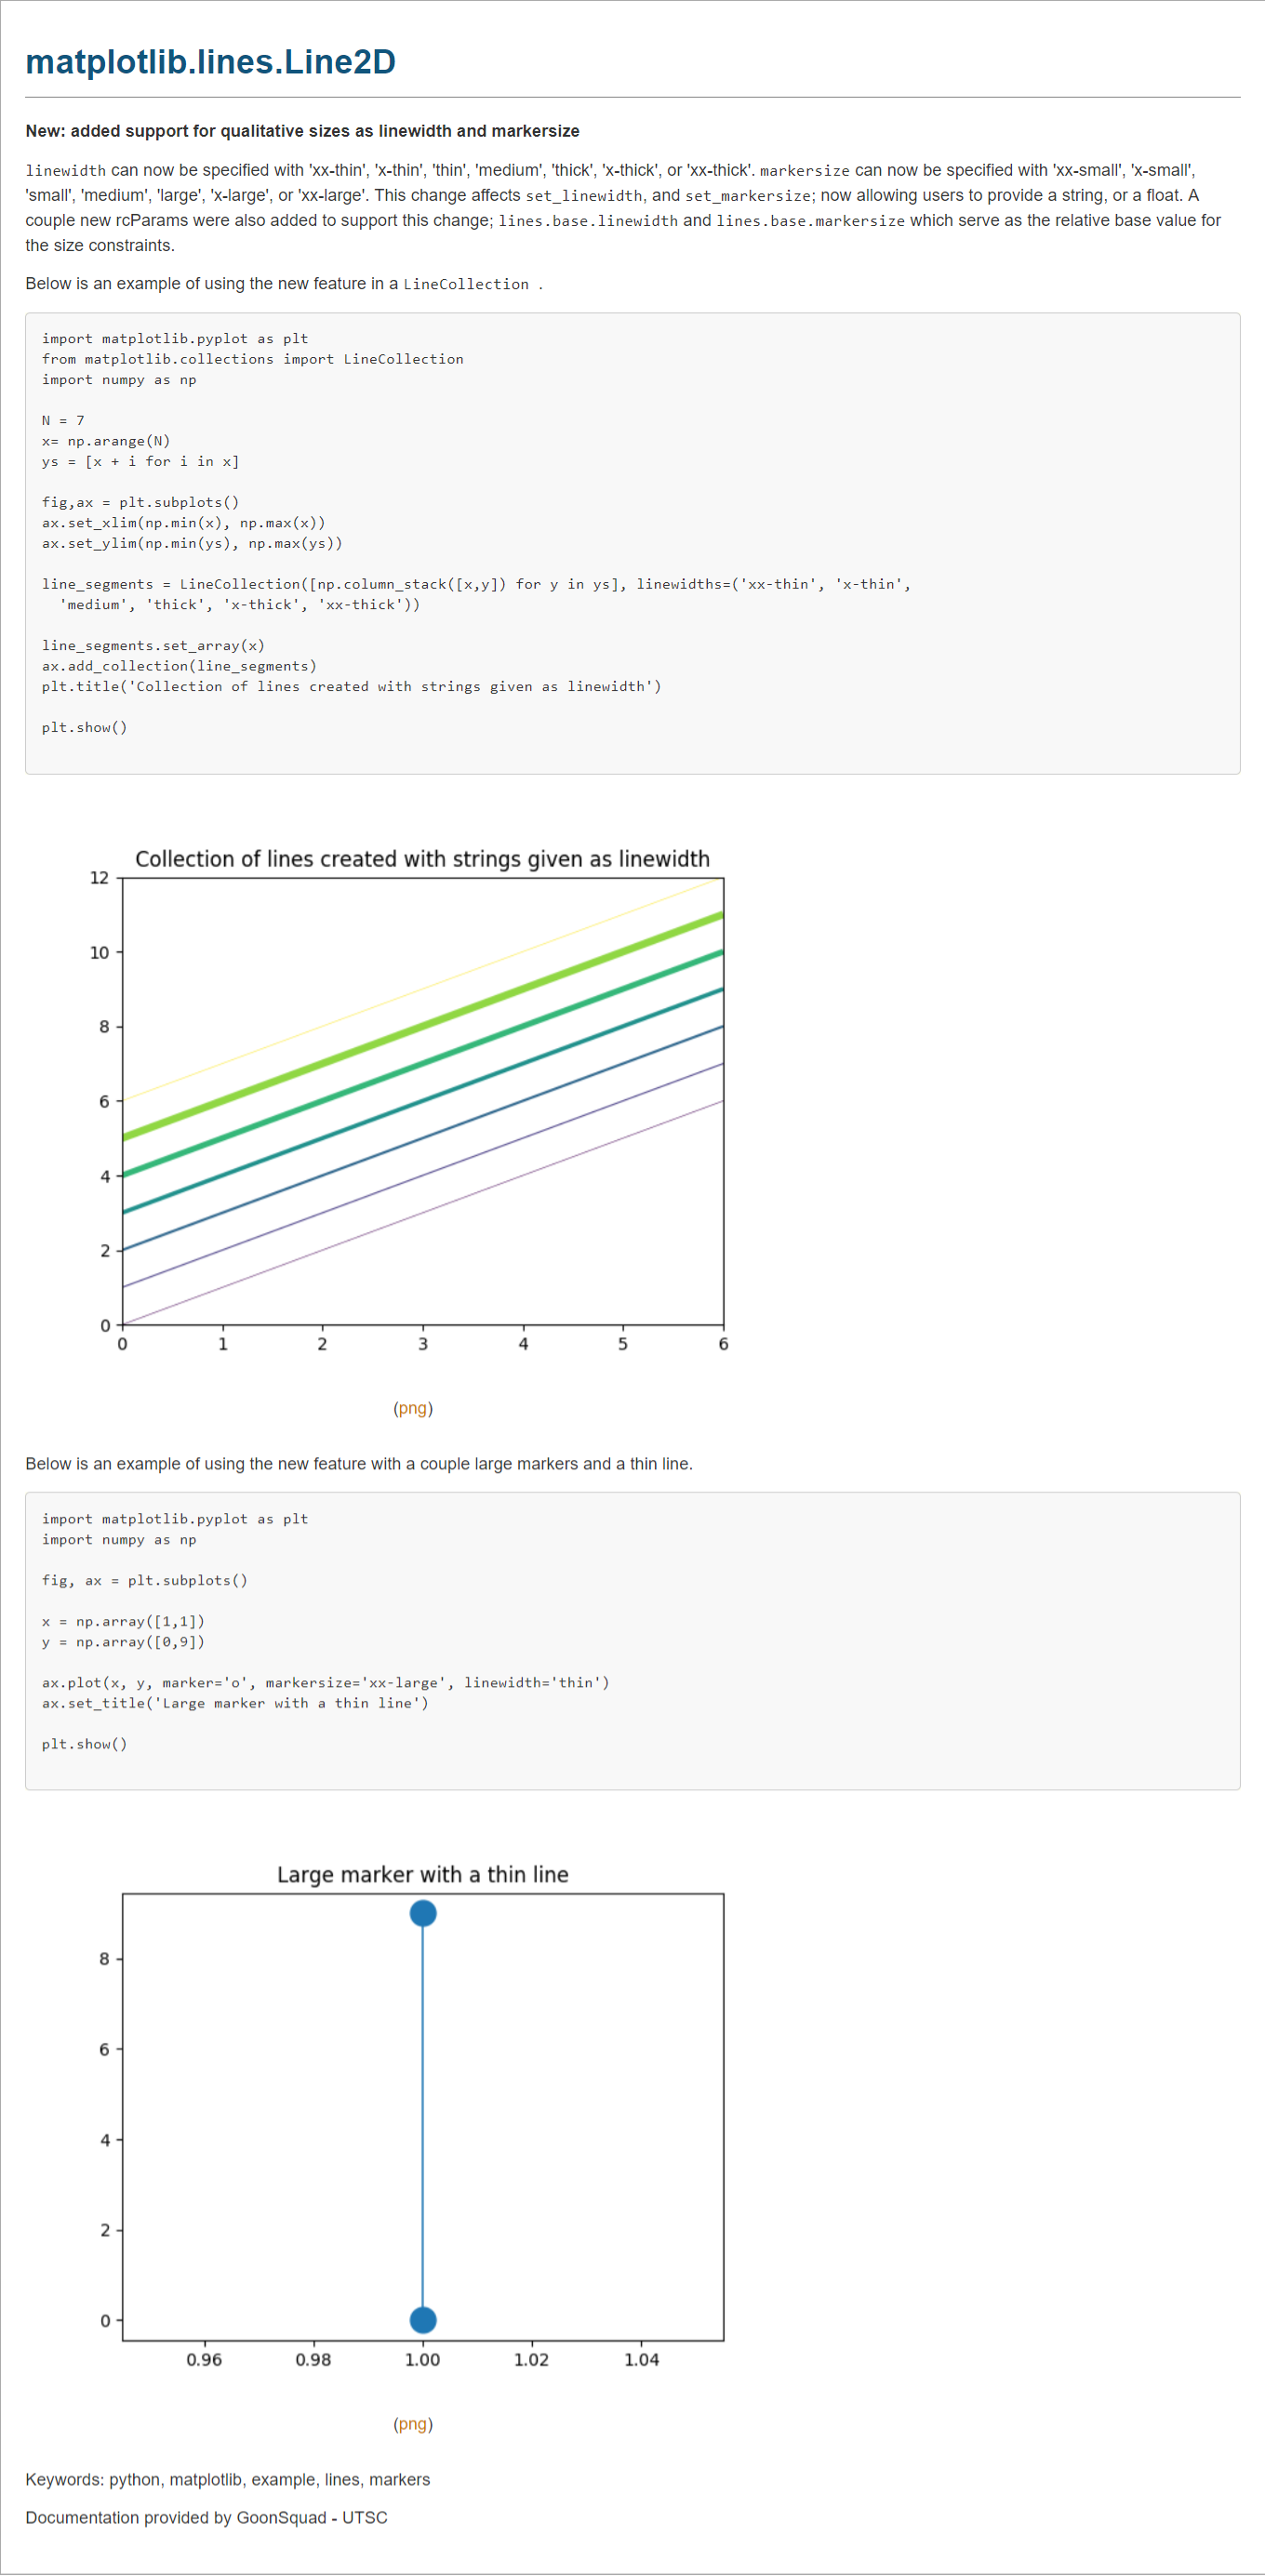 matplotlib.lines.Line2D
New: added support for qualitative sizes as linewidth and markersize
linewidth can now be specified with 'xx-thin', 'x-thin', 'thin', 'medium', 'thick', 'x-thick', or 'xx-thick'. markersize can now be specified with 'xx-small', 'x-small',
'small', 'medium', 'large', 'x-large', or 'xx-large'. This change affects set_linewidth, and set_markersize; now allowing users to provide a string, or a float. A
couple new rcParams were also added to support this change; lines.base.linewidth and lines.base.markersize which serve as the relative base value for
the size constraints.
Below is an example of using the new feature in a LineCollection .
import matplotlib.pyplot as plt
from matplotlib.collections import LineCollection
import numpy as np
N = 7
x= np.arange(N)
ys = [x + i for i in x]
fig,ax = plt.subplots()
ax.set_xlim(np.min(x), np.max(x))
ax.set_ylim(np.min(ys), np.max(ys))
line_segments = LineCollection([np.column_stack([x,y]) for y in ys], linewidths=('xx-thin', 'x-thin',
'medium', 'thick', 'x-thick', 'xx-thick'))
line_segments.set_array(x)
ax.add_collection(line_segments)
plt.title('Collection of lines created with strings given as linewidth')
plt.show()
Collection of lines created with strings given as linewidth
12
10
8
6
4
2
0
0 1 2 3 4 5 6
(png)
Below is an example of using the new feature with a couple large markers and a thin line.
import matplotlib.pyplot as plt
import numpy as np
fig, ax = plt.subplots()
x = np.array([1,1])
y = np.array([0,9])
ax.plot(x, y, marker='o', markersize='xx-large', linewidth='thin')
ax.set_title('Large marker with a thin line')
plt.show()
Large marker with a thin line
8
6
4
2
0
0.96 0.98 1.00 1.02 1.04
(png)
Keywords: python, matplotlib, example, lines, markers
Documentation provided by GoonSquad - UTSC